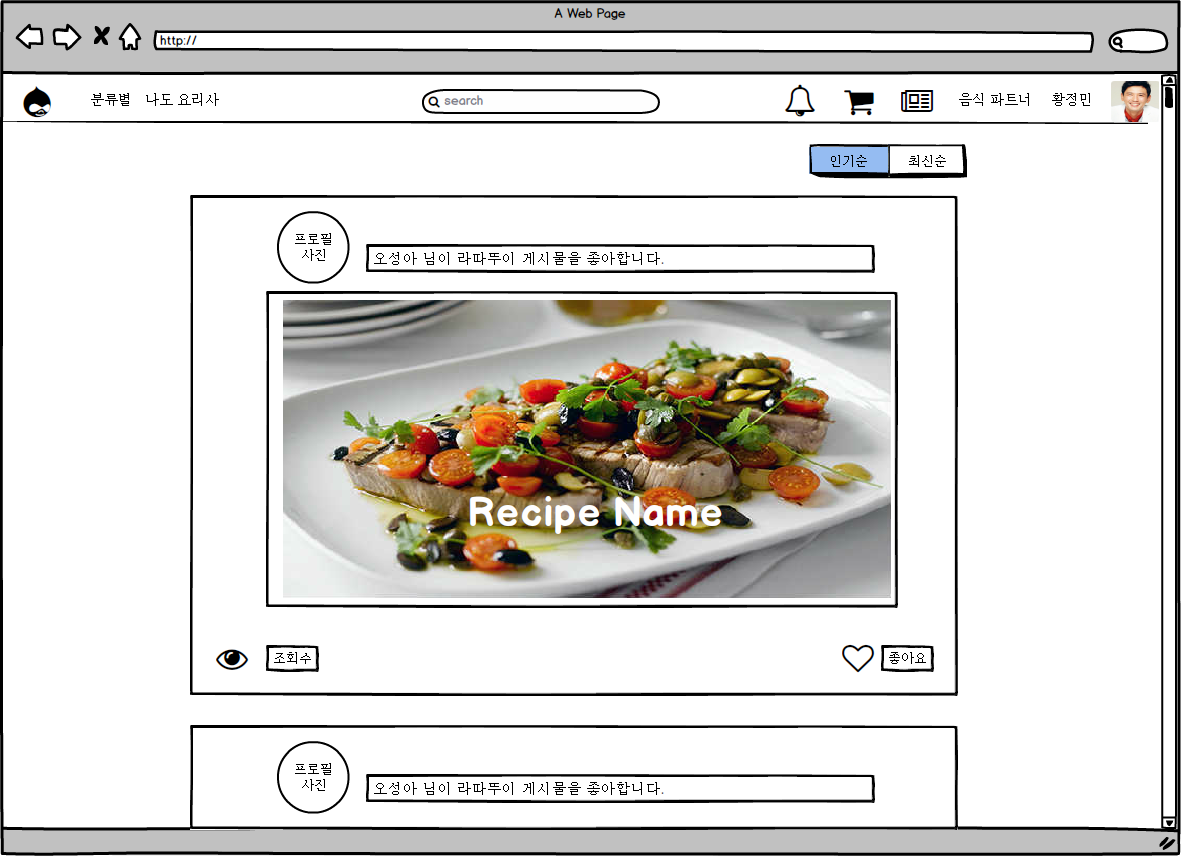 A Web Page
http://
분류별 나도 요리사 search 음식 파트너 황정민
인기순 최신순
프로필
사진
오성아 님이 라따뚜이 게시물을 좋아합니다.
Recipe Name
조회수 좋아요
프로필
사진
오성아 님이 라따뚜이 게시물을 좋아합니다.